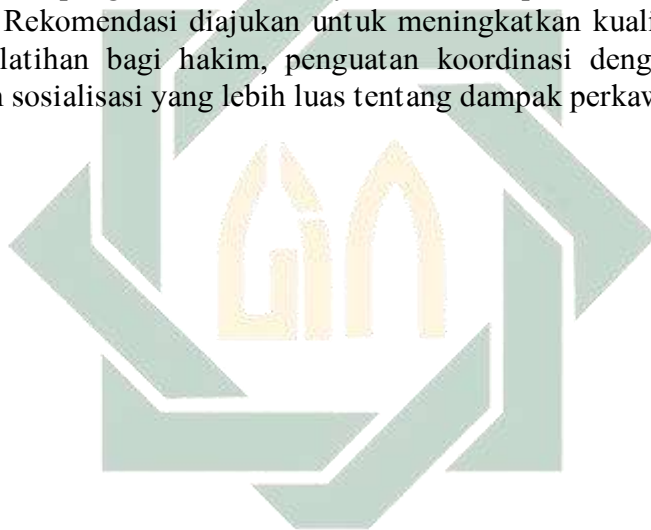 Rekomendasi diajukan untuk meningkatkan kuali
latihan bagi hakim, penguatan koordinasi deng
sosialisasi yang lebih luas tentang dampak perkaw